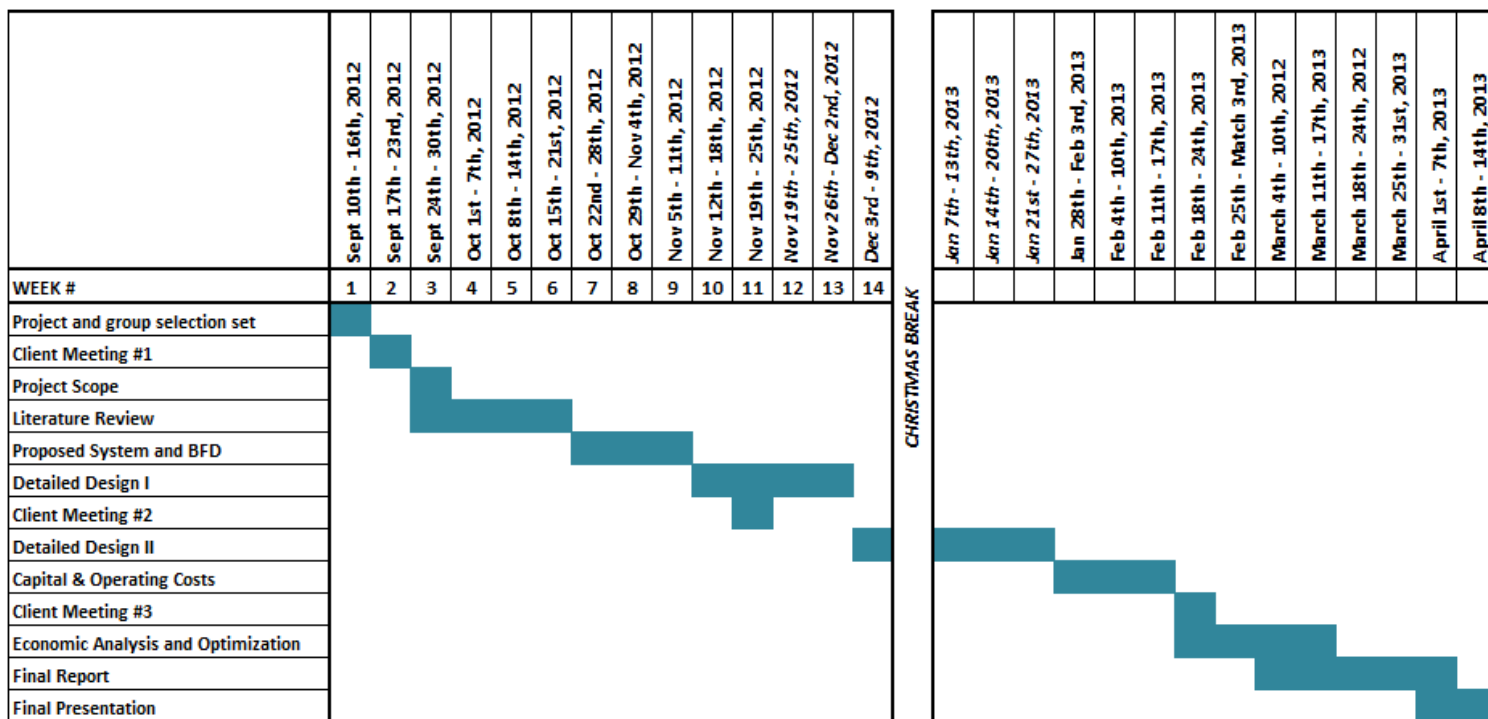 Sept 10th - 16th, 2012
Sept 17th - 23rd, 2012
Sept 24th - 30th, 2012
Oct 1st - 7th, 2012
Oct 8th - 14th, 2012
Oct 15th - 21st, 2012
Oct 22nd - 28th, 2012
Oct 29th - Nov 4th, 2012
Nov 5th - 11th, 2012
Nov 12th - 18th, 2012
Nov 19th - 25th, 2012
Nov 19th - 25th, 2012
Nov 26th - Dec 2nd, 2012
Dec 3rd - 9th, 2012
Jan 7th - 13th, 2013
Jan 14th - 20th, 2013
Jan 21st - 27th, 2013
Jan 28th - Feb 3rd, 2013
Feb 4th - 10th, 2013
Feb 11th - 17th, 2013
Feb 18th - 24th, 2013
Feb 25th - Match 3rd, 2013
March 4th - 10th, 2012
March 11th - 17th, 2013
March 18th - 24th, 2012
March 25th - 31st, 2013
April 1st - 7th, 2013
April 8th - 14th, 2013
WEEK # 1 2 3 4 5 6 7 8 9 10 11 12 13 14
CHRISTMAS BREAK
Project and group selection set
Client Meeting #1
Project Scope
Literature Review
Proposed System and BFD
Detailed Design I
Client Meeting #2
Detailed Design II
Capital & Operating Costs
Client Meeting #3
Economic Analysis and Optimization
Final Report
Final Presentation